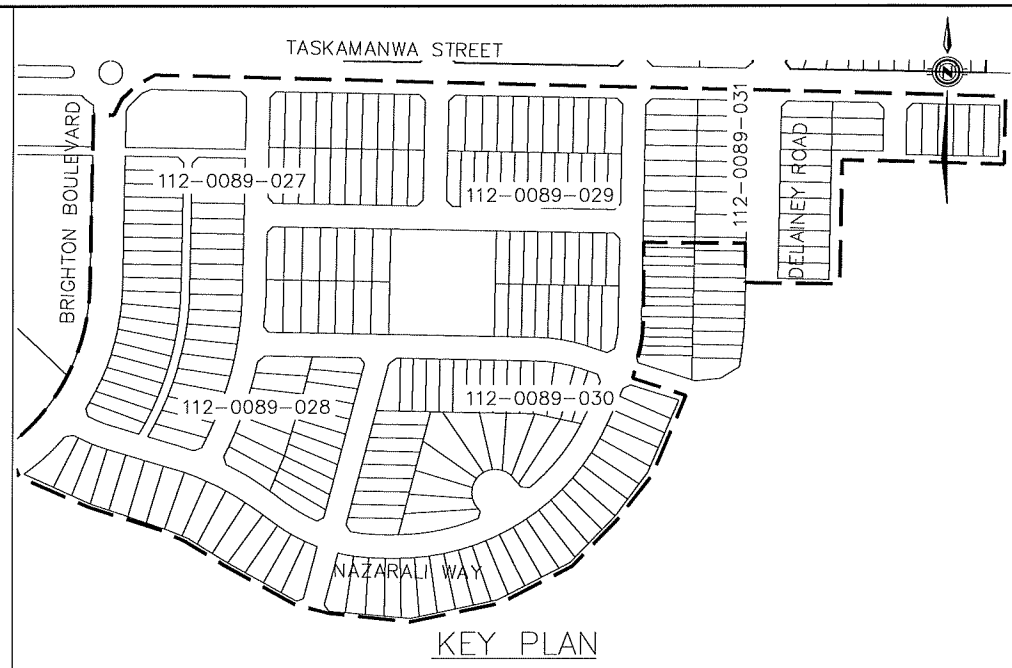 TASKAMANWA STREET
N
BRIGHTON BOULEVARD
112-0089-027
112-0089-029
112-0089-031
DELAINEY ROAD
112-0089-028
112-0089-030
NAZARALI WAY
KEY PLAN